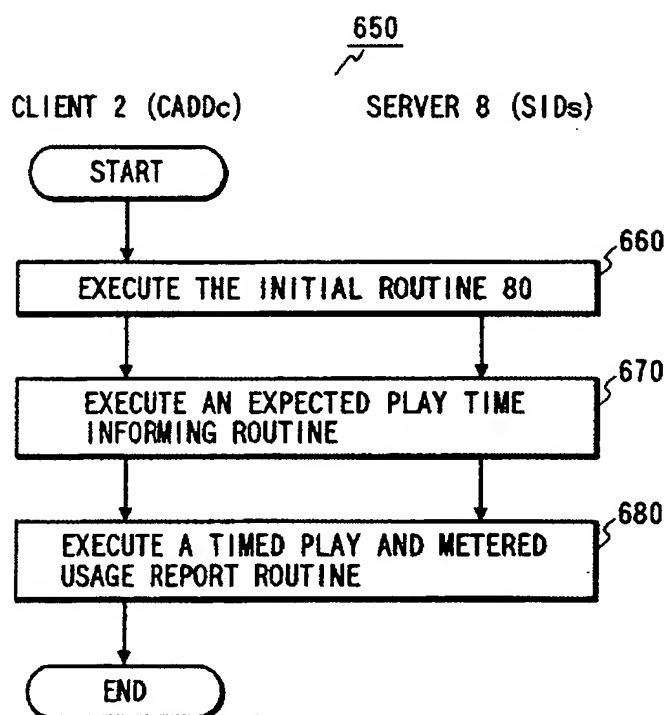 650
CLIENT 2 (CADDc) SERVER 8 (SIDs)
START
660
EXECUTE THE INITIAL ROUTINE 80
670
EXECUTE AN EXPECTED PLAY TIME
INFORMING ROUTINE
680
EXECUTE A TIMED PLAY AND METERED
USAGE REPORT ROUTINE
END